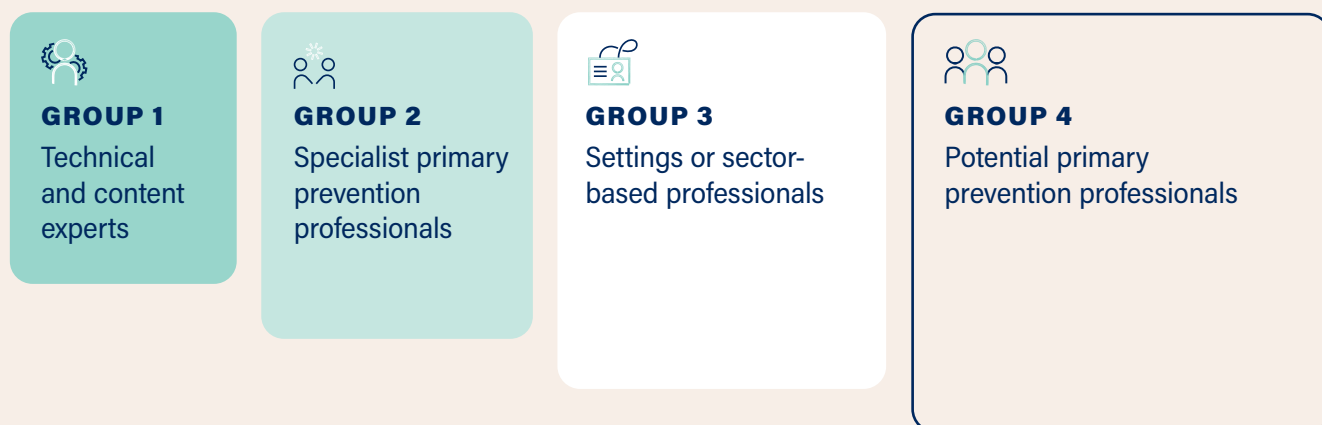 GROUP 1
Technical
and content
experts
GROUP 2
Specialist primary
prevention
professionals
GROUP 3
Settings or sector-
based professionals
GROUP 4
Potential primary
prevention professionals